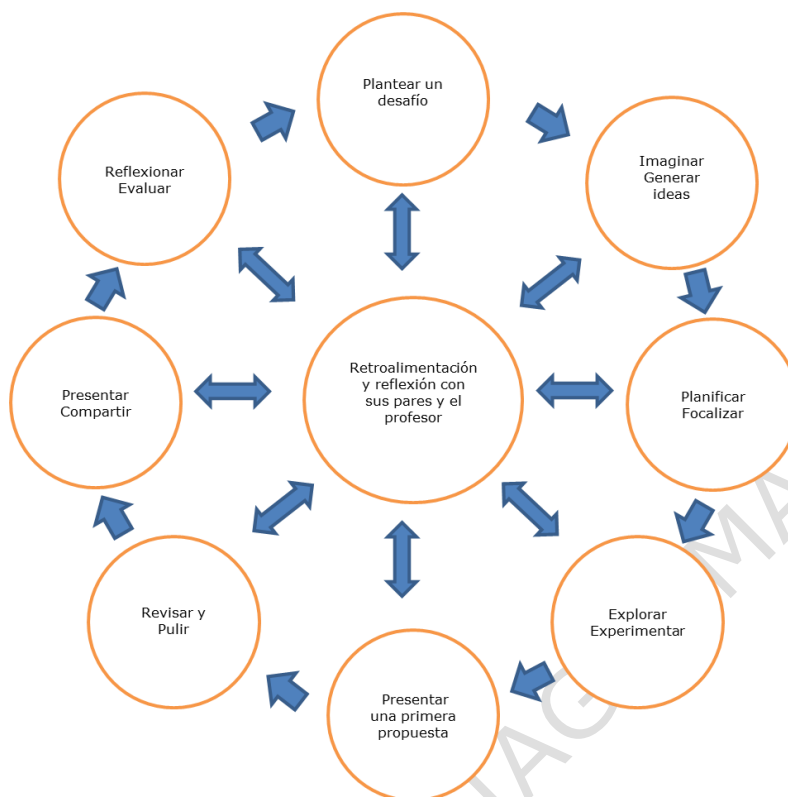 Plantear un
desafío
Imaginar
Generar
ideas
Planificar
Focalizar
Explorar
Experimentar
Presentar
una primera
propuesta
Revisar y
Pulir
Presentar
Compartir
Reflexionar
Evaluar
Retroalimentación
y reflexión con
sus pares y el
profesor